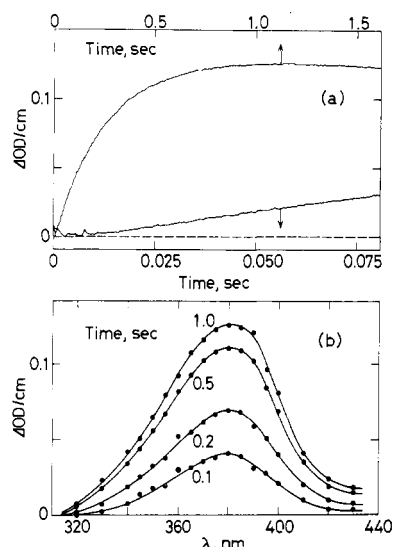 0 0.5 1 1.5
Time, sec
(a)
0.1
0
ΔOD/cm
0 0.025 0.050 0.075
Time, sec
Time, sec
(b)
1.0
0.5
0.2
0.1
0.1
0
ΔOD/cm
320 360 400 440
λ, nm